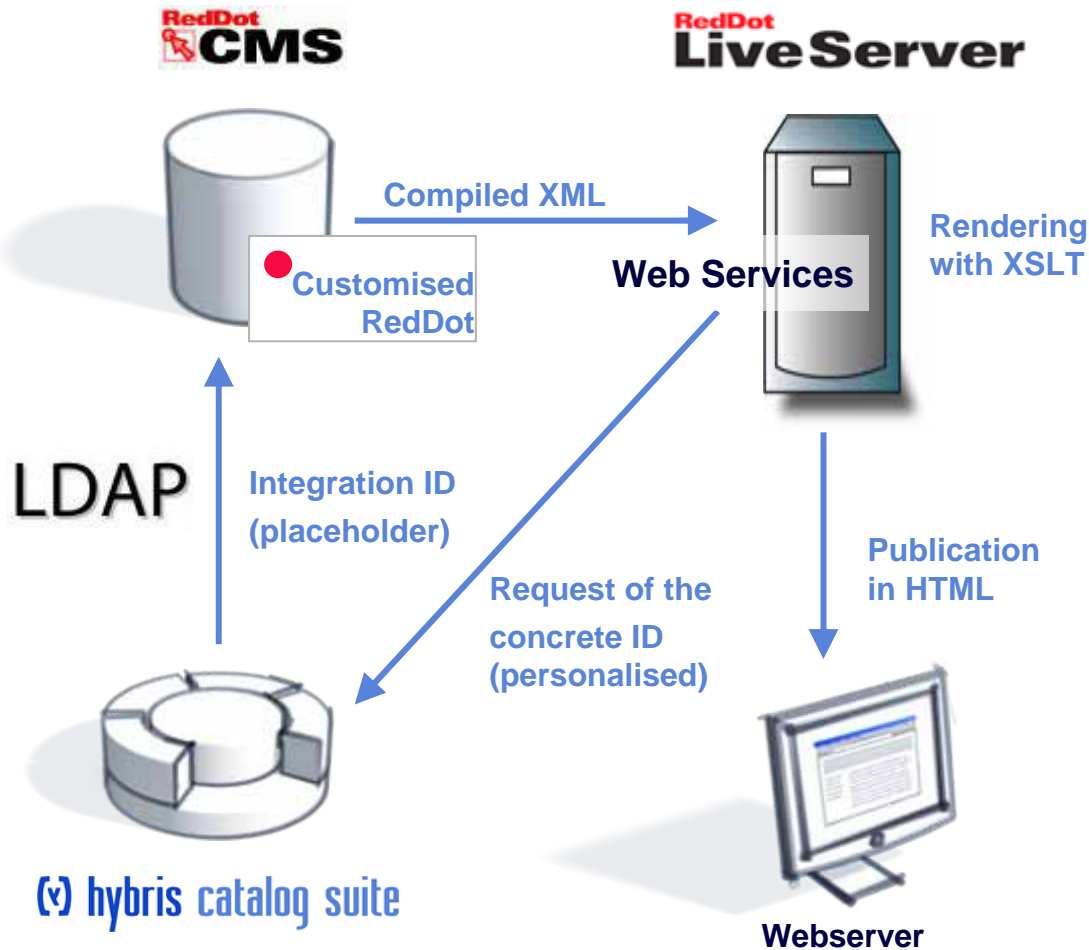 RedDot
CMS
RedDot
LiveServer
Compiled XML
Customised
RedDot
Web Services
Rendering
with XSLT
LDAP
Integration ID
(placeholder)
Request of the
concrete ID
(personalised)
Publication
in HTML
(y) hybris catalog suite
Webserver